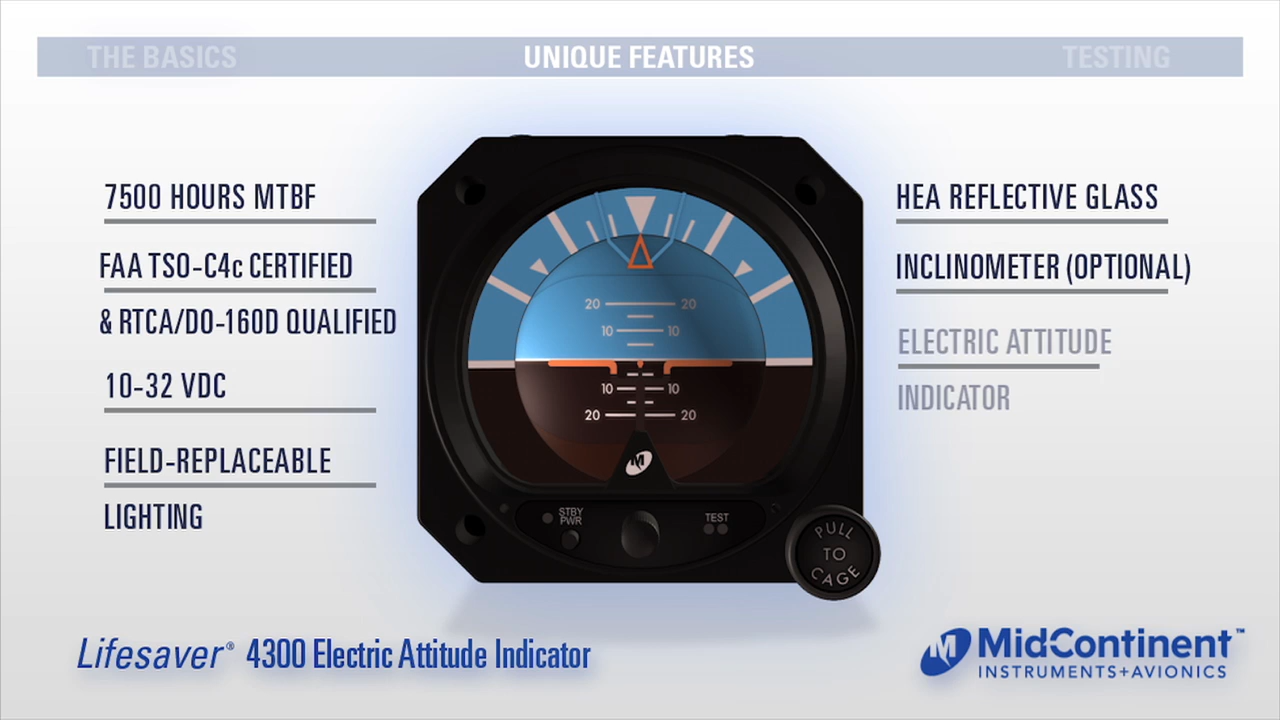 THE BASICS
UNIQUE FEATURES
TESTING
7500 HOURS MTBF
FAA TSO-C4c CERTIFIED
& RTCA/DO-160D QUALIFIED
10-32 VDC
FIELD-REPLACEABLE
LIGHTING
20 20
10 10
10 10
20 20
M
STBY
PWR
TEST
PULL
TO
CAGE
HEA REFLECTIVE GLASS
INCLINOMETER (OPTIONAL)
ELECTRIC ATTITUDE
INDICATOR
Lifesaver® 4300 Electric Attitude Indicator
M MidContinent™
INSTRUMENTS+AVIONICS